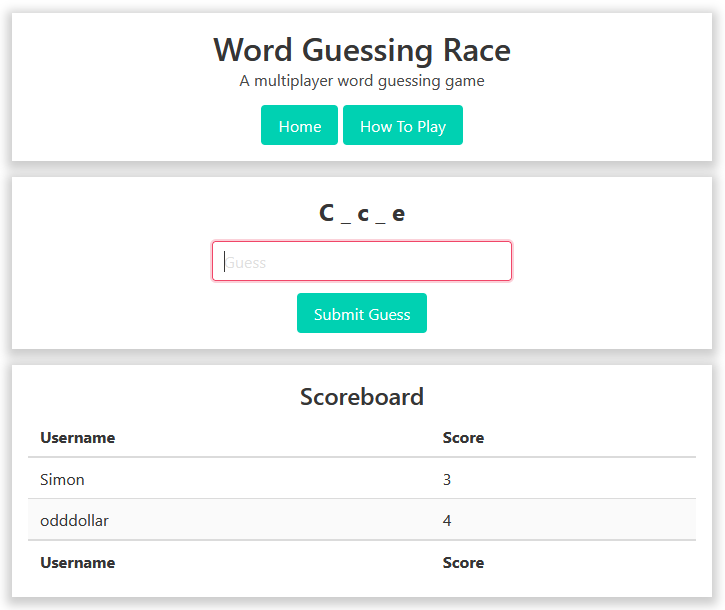 Word Guessing Race
A multiplayer word guessing game
Home How To Play
C _ c _ e
Guess
Submit Guess
Scoreboard
Username Score
Simon 3
odddollar 4
Username Score